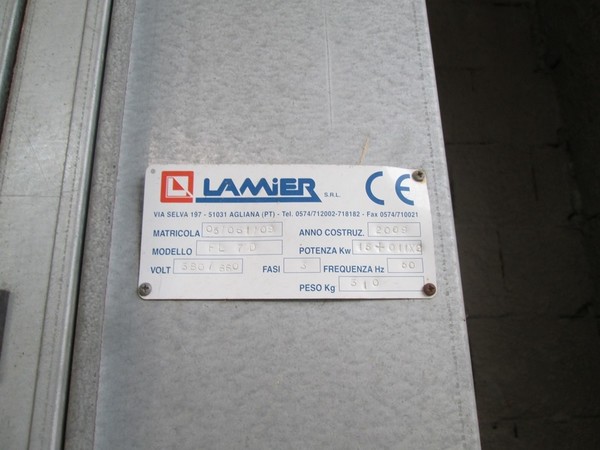 LAMiER S.R.L. CE
VIA SELVA 197 - 51031 AGLIANA (PT) - Tel. 0574/712002-718182 - Fax 0574/710021
MATRICOLA ANNO COSTRUZ.
MODELLO POTENZA Kw
VOLT FASI 3 FREQUENZA Hz 50
PESO Kg 310